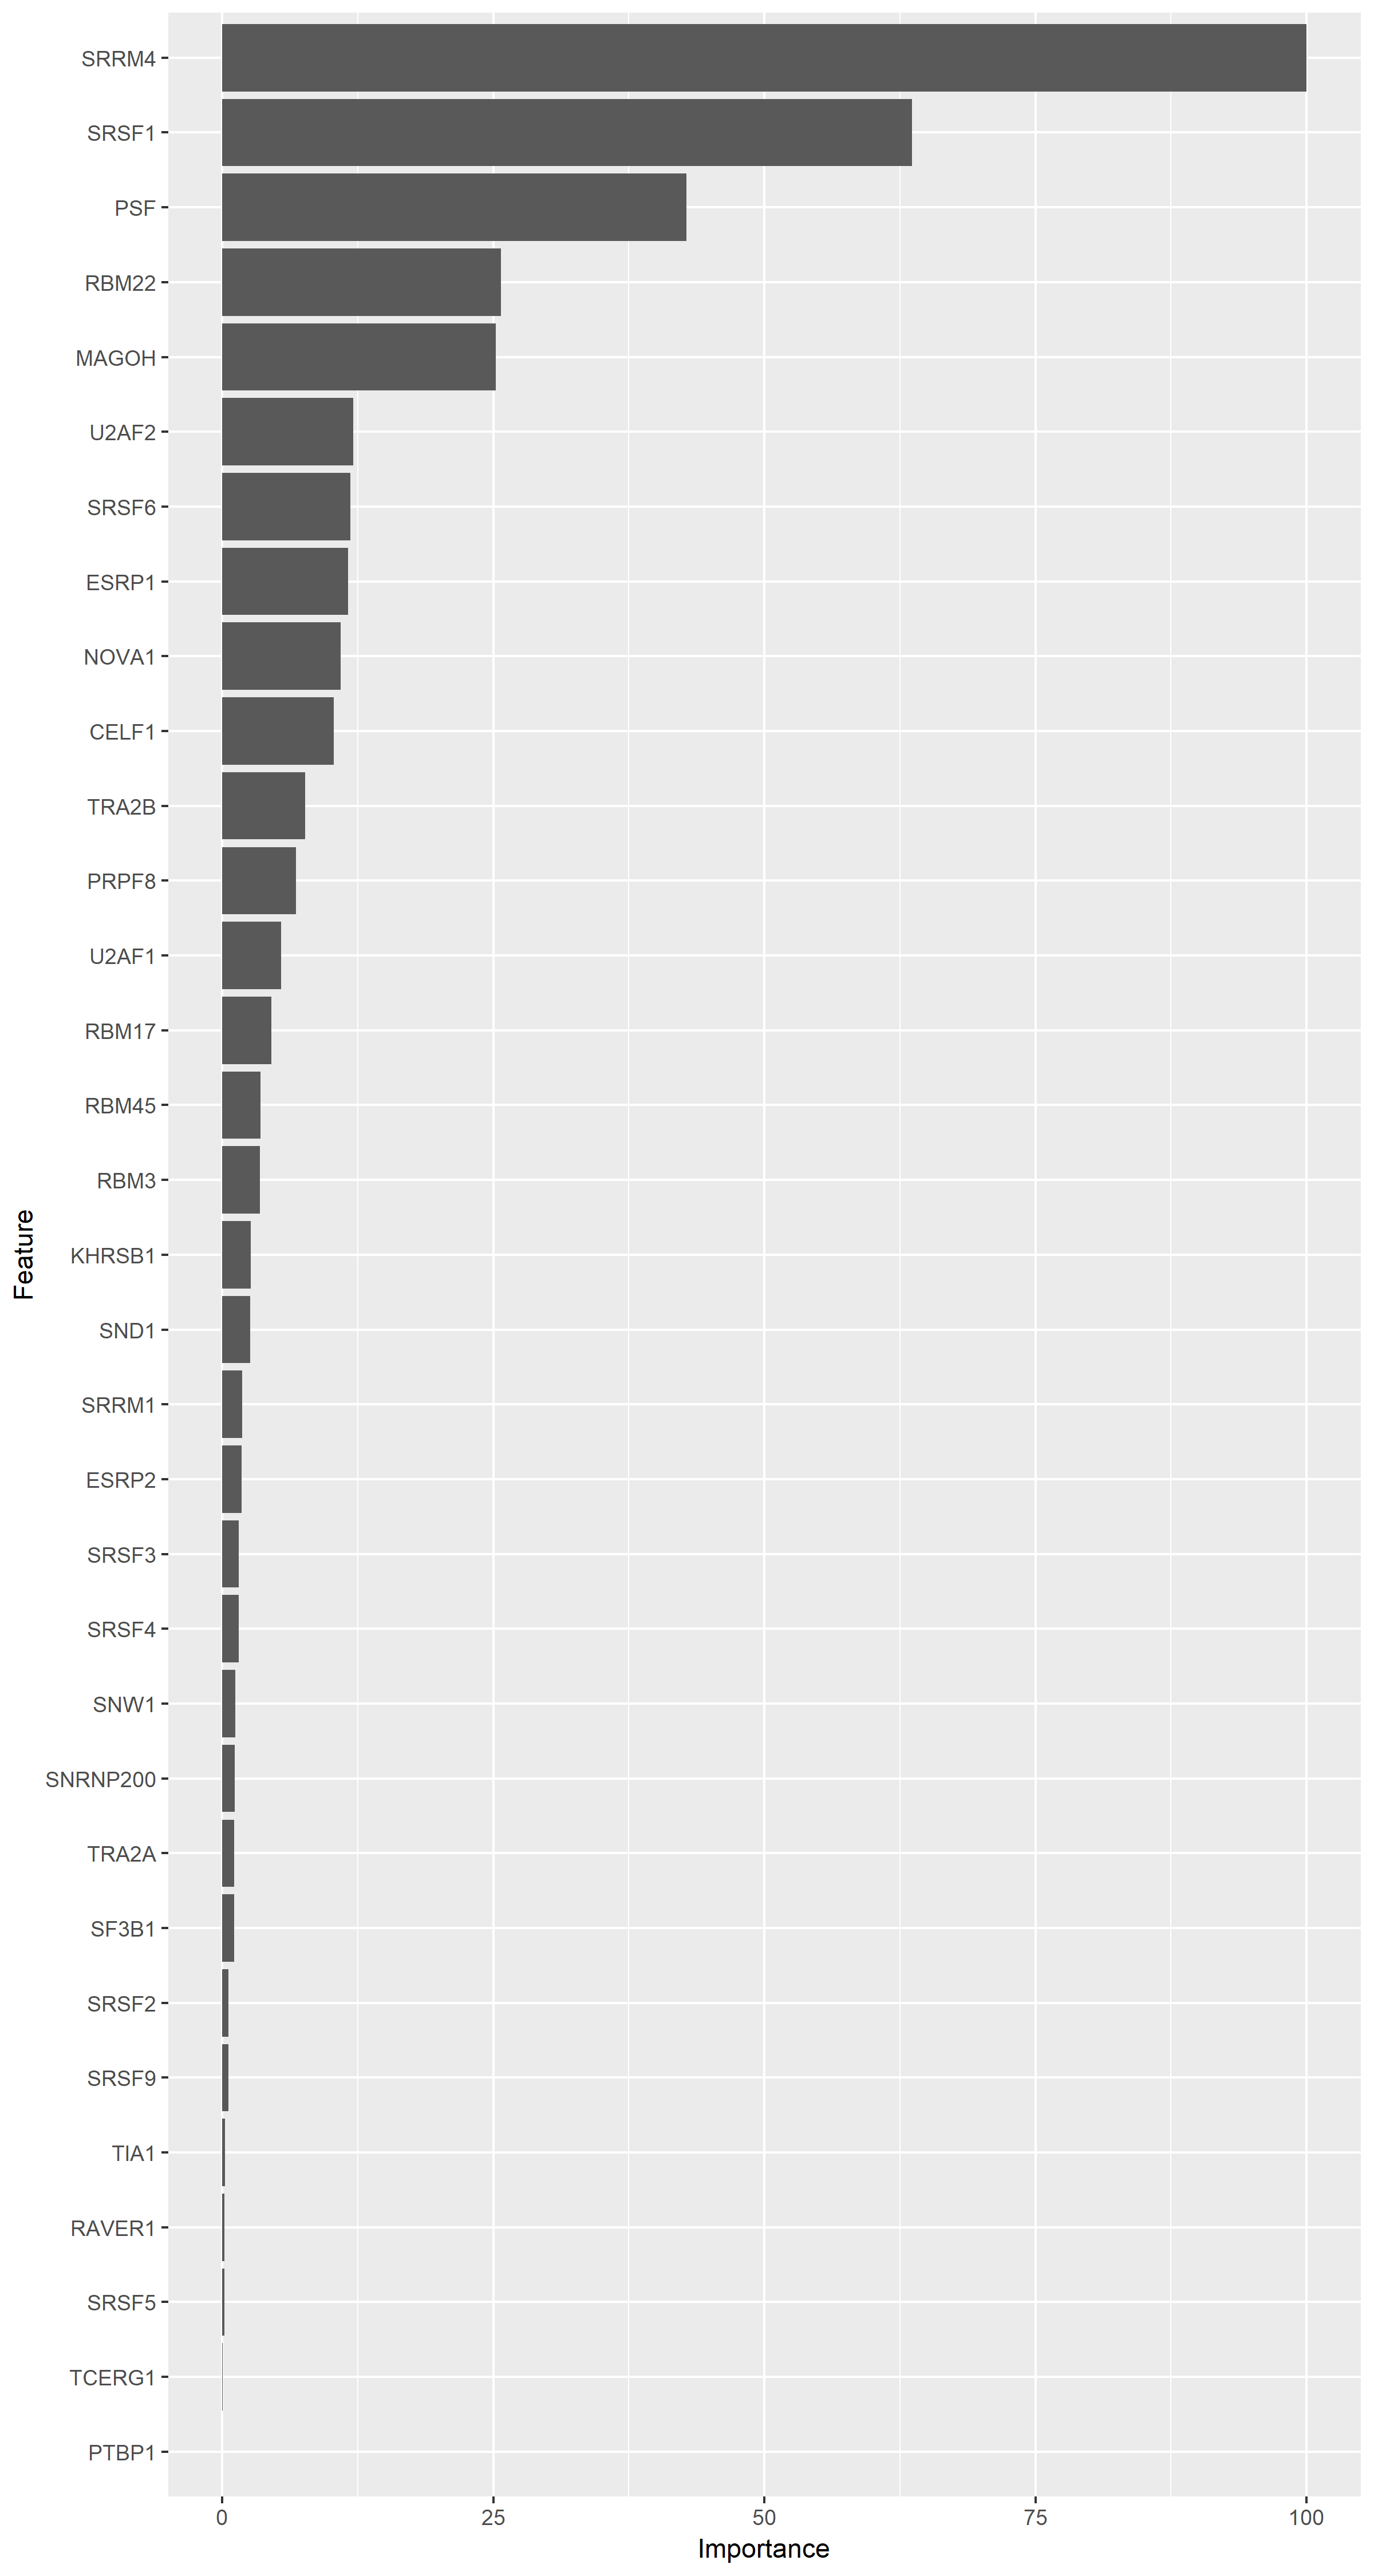 SRRM4
SRSF1
PSF
RBM22
MAGOH
U2AF2
SRSF6
ESRP1
NOVA1
CELF1
TRA2B
PRPF8
U2AF1
RBM17
RBM45
RBM3
KHRSB1
SND1
SRRM1
ESRP2
SRSF3
SRSF4
SNW1
SNRNP200
TRA2A
SF3B1
SRSF2
SRSF9
TIA1
RAVER1
SRSF5
TCERG1
PTBP1
Feature
0 25 50 75 100
Importance